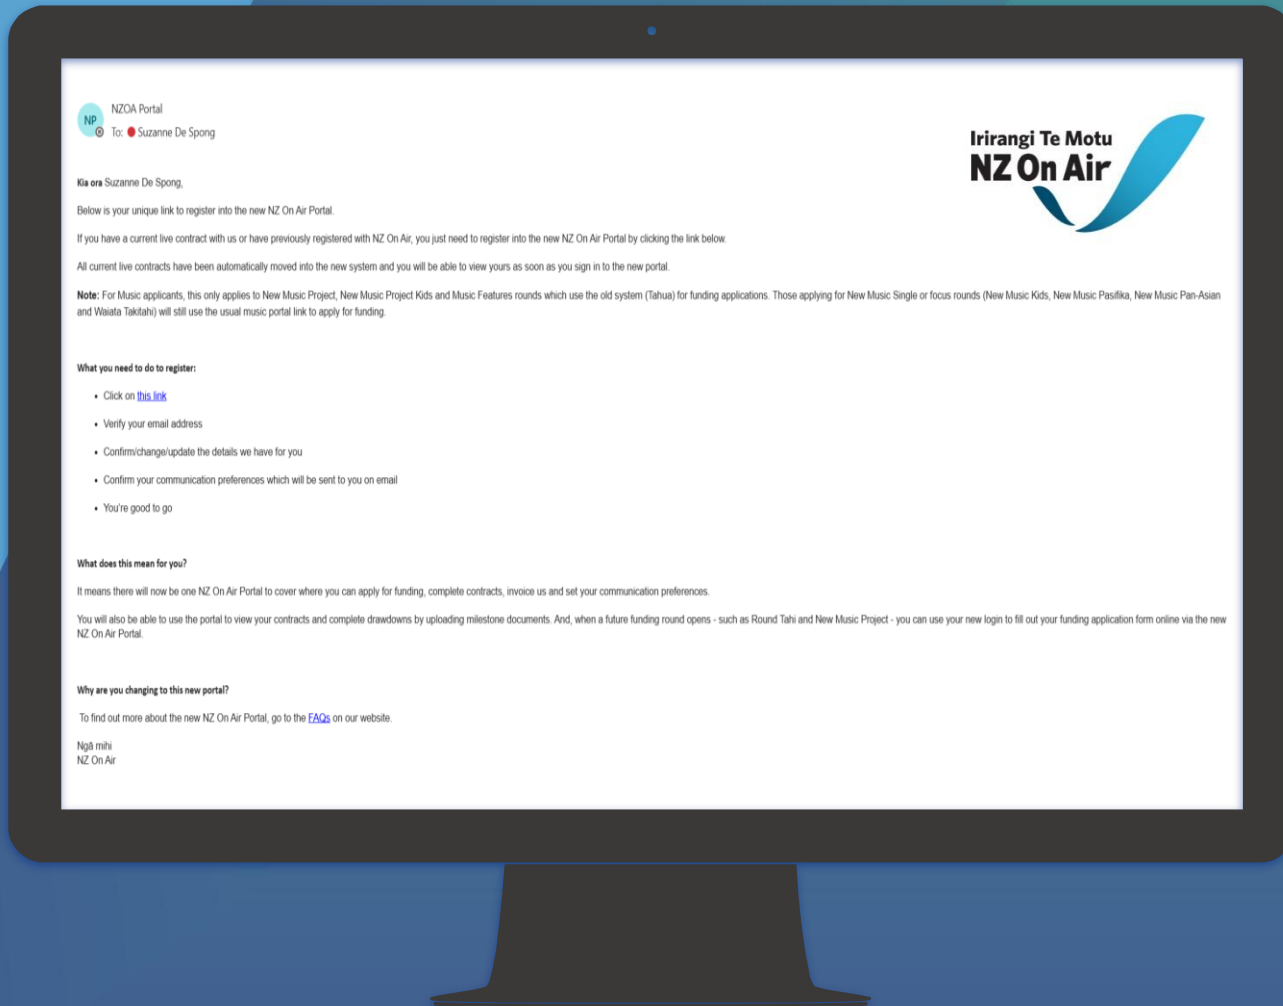 NZOA Portal
NP
To: Suzanne De Spong
Irirangi Te Motu
NZ On Air
Kia ora Suzanne De Spong,
Below is your unique link to register into the new NZ On Air Portal.
If you have a current live contract with us or have previously registered with NZ On Air, you just need to register into the new NZ On Air Portal by clicking the link below.
All current live contracts have been automatically moved into the new system and you will be able to view yours as soon as you sign in to the new portal.
Note: For Music applicants, this only applies to New Music Project, New Music Project Kids and Music Features rounds which use the old system (Tahua) for funding applications. Those applying for New Music Single or focus rounds (New Music Kids, New Music Pasifika, New Music Pan-Asian
and Waiata Takitahi) will still use the usual music portal link to apply for funding.
What you need to do to register:
• Click on this link
• Verify your email address
• Confirm/change/update the details we have for you
• Confirm your communication preferences which will be sent to you on email
• You're good to go
What does this mean for you?
It means there will now be one NZ On Air Portal to cover where you can apply for funding, complete contracts, invoice us and set your communication preferences.
You will also be able to use the portal to view your contracts and complete drawdowns by uploading milestone documents. And, when a future funding round opens - such as Round Tahi and New Music Project - you can use your new login to fill out your funding application form online via the new
NZ On Air Portal.
Why are you changing to this new portal?
To find out more about the new NZ On Air Portal, go to the FAQs on our website.
Ngā mihi
NZ On Air